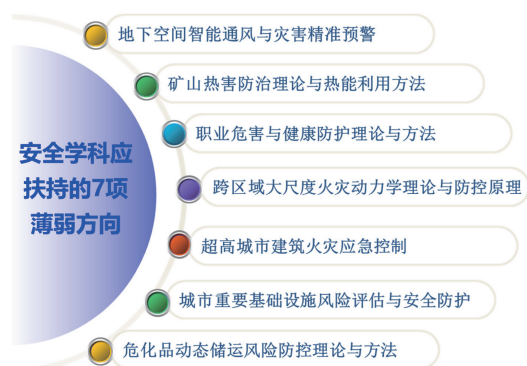 安全学科应
扶持的7项
薄弱方向
地下空间智能通风与灾害精准预警
矿山热害防治理论与热能利用方法
职业危害与健康防护理论与方法
跨区域大尺度火灾动力学理论与防控原理
超高城市建筑火灾应急控制
城市重要基础设施风险评估与安全防护
危化品动态储运风险防控理论与方法